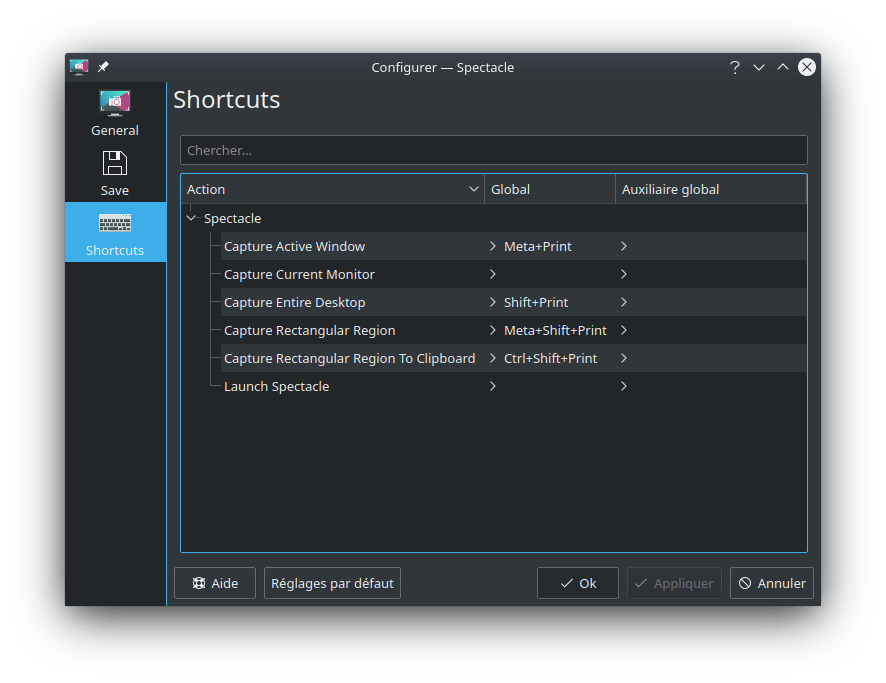 Configurer — Spectacle
?
General
Save
Shortcuts
Shortcuts
Chercher...
Action Global Auxiliaire global
Spectacle
Capture Active Window Meta+Print
Capture Current Monitor
Capture Entire Desktop Shift+Print
Capture Rectangular Region Meta+Shift+Print
Capture Rectangular Region To Clipboard Ctrl+Shift+Print
Launch Spectacle
Aide Réglages par défaut Ok Appliquer Annuler